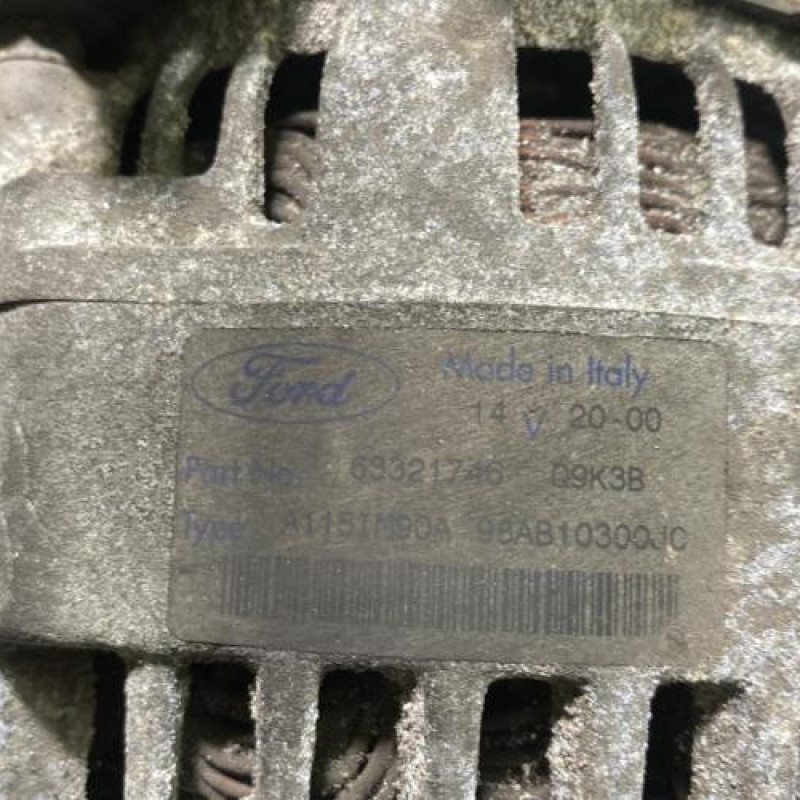 Ford Made in Italy
14 V 20-00
Part No. 63321746 Q9K3B
Type A115IM90A 98AB10300JC